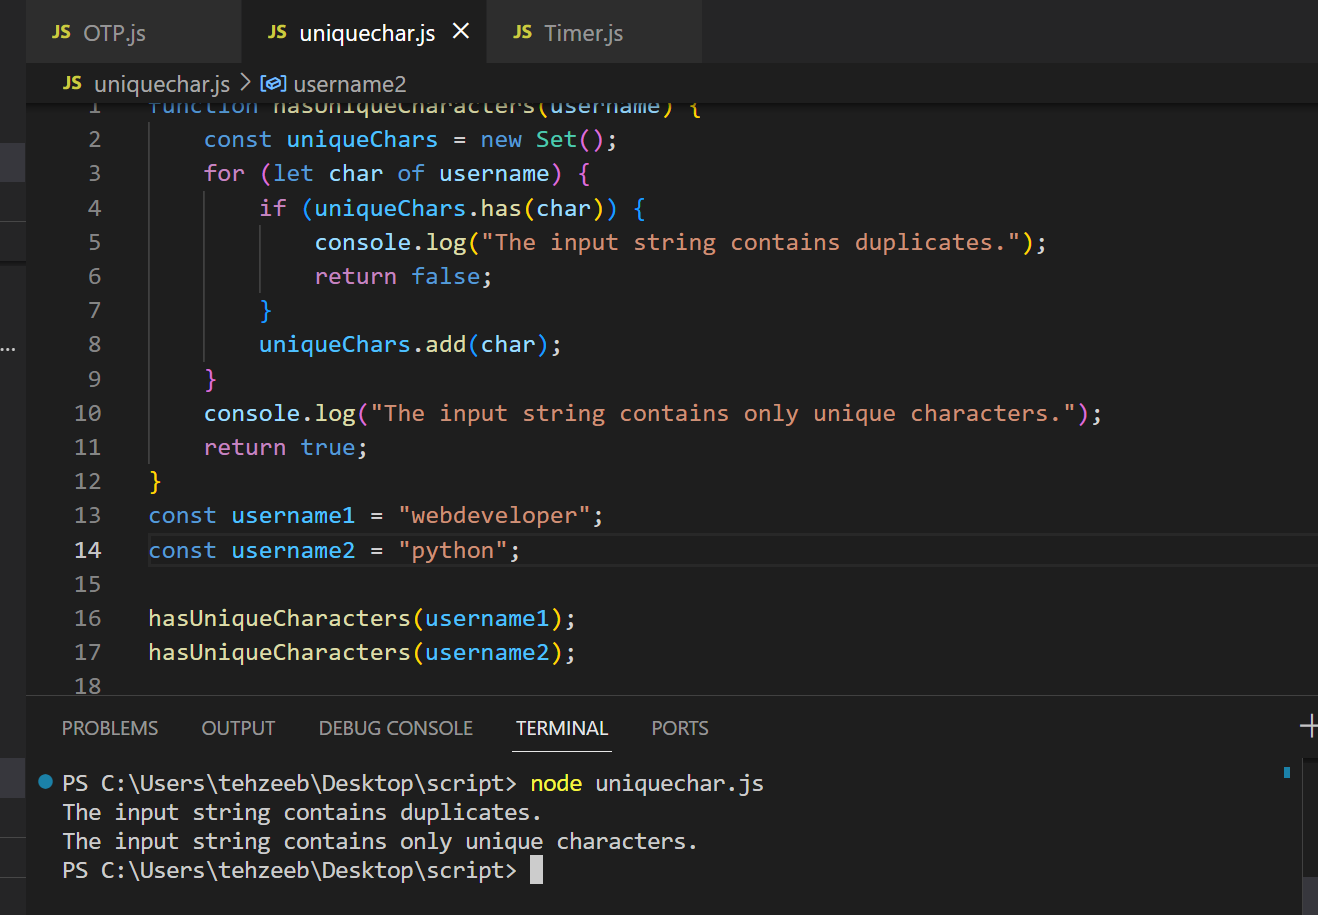 JS OTP.js JS uniquechar.js JS Timer.js
JS uniquechar.js > username2
1 function hasUniqueCharacters(username) {
2 const uniqueChars = new Set();
3 for (let char of username) {
4 if (uniqueChars.has(char)) {
5 console.log("The input string contains duplicates.");
6 return false;
7 }
8 uniqueChars.add(char);
9 }
10 console.log("The input string contains only unique characters.");
11 return true;
12 }
13 const username1 = "webdeveloper";
14 const username2 = "python";
15
16 hasUniqueCharacters(username1);
17 hasUniqueCharacters(username2);
18
PROBLEMS OUTPUT DEBUG CONSOLE TERMINAL PORTS
PS C:\Users\tehzeeb\Desktop\script> node uniquechar.js
The input string contains duplicates.
The input string contains only unique characters.
PS C:\Users\tehzeeb\Desktop\script>